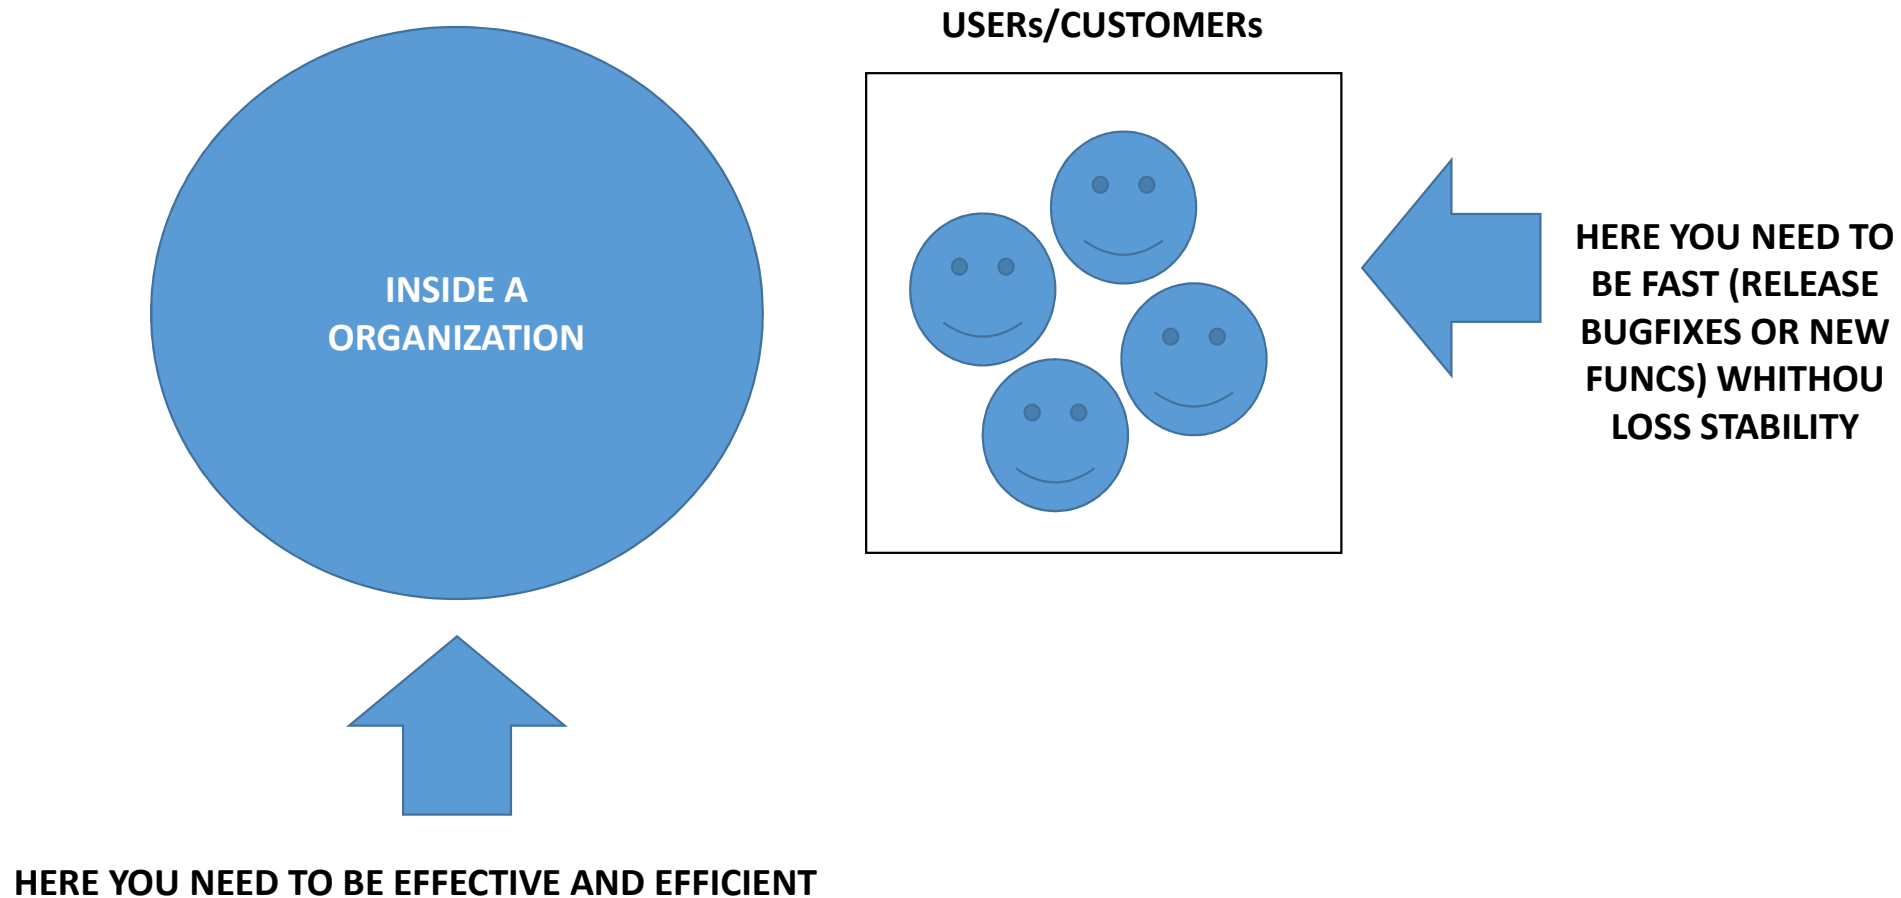 USERs/CUSTOMERs
INSIDE A
ORGANIZATION
HERE YOU NEED TO
BE FAST (RELEASE
BUGFIXES OR NEW
FUNCS) WHITHOU
LOSS STABILITY
HERE YOU NEED TO BE EFFECTIVE AND EFFICIENT